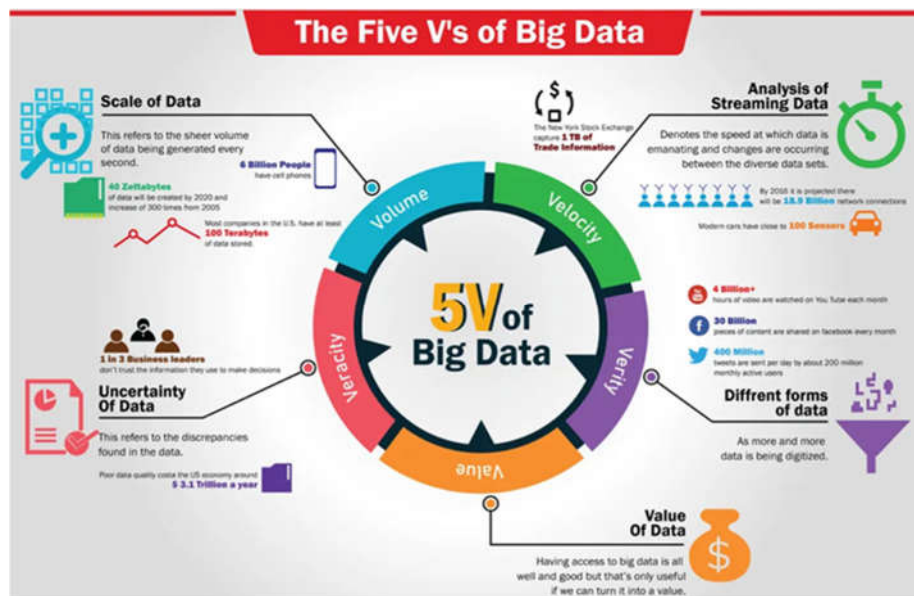 The Five V's of Big Data
Scale of Data
This refers to the sheer volume
of data being generated every
second.
6 Billion People
have cell phones
40 Zettabytes
of data will be created by 2020 and
increase of 300 times from 2005
Most companies in the U.S. have at least
100 Terabytes
of data stored.
$
The New York Stock Exchange
capture 1 TB of
Trade Information
Analysis of
Streaming Data
Denotes the speed at which data is
emanating and changes are occurring
between the diverse data sets.
By 2016 it is projected there
will be 18.9 Billion network connections
Modern cars have close to 100 Sensors
Volume
Velocity
Verity
Value
Veracity
5V of
Big Data
4 Billion+
hours of video are watched on You Tube each month
30 Billion
pieces of content are shared on facebook every month
400 Million
tweets are sent per day by about 200 million
monthly active users
Diffrent forms
of data
As more and more
data is being digitized.
1 in 3 Business leaders
don't trust the information they use to make decisions
Uncertainty
Of Data
This refers to the discrepancies
found in the data.
Poor data quality costs the US economy around
$ 3.1 Trillion a year
Value
Of Data
Having access to big data is all
well and good but that's only useful
if we can turn it into a value.
$